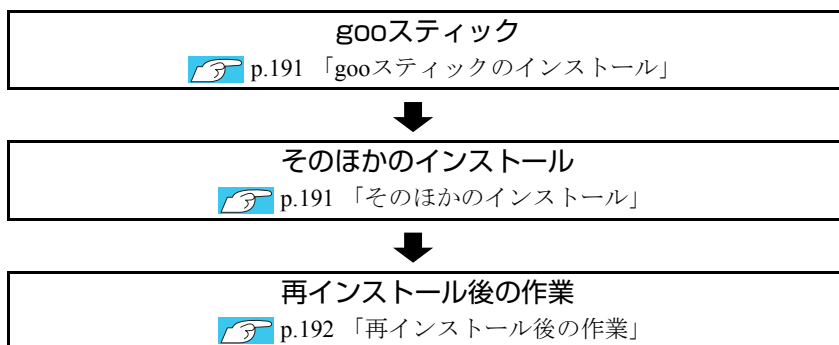 gooスティック
p.191 「gooスティックのインストール」
そのほかのインストール
p.191 「そのほかのインストール」
再インストール後の作業
p.192 「再インストール後の作業」